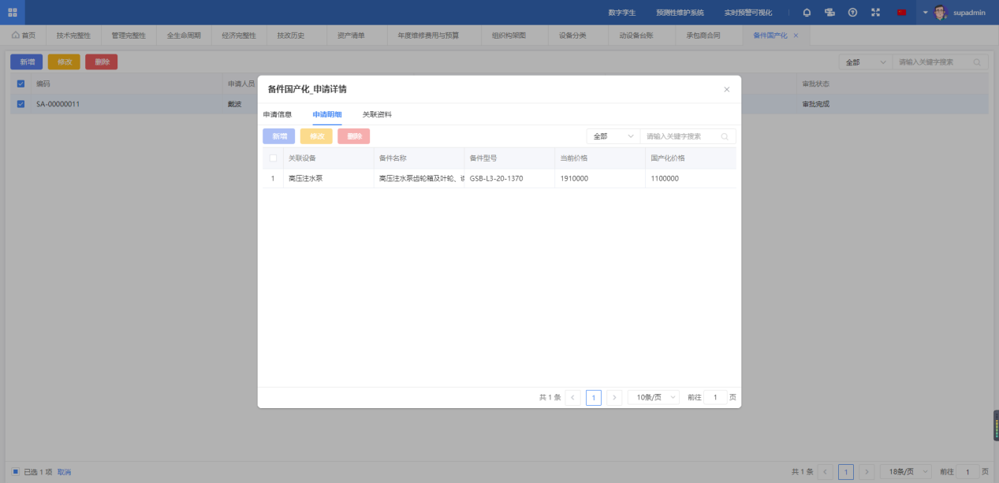 数字孪生 预测性维护系统 实时预警可视化 supadmin
首页 技术完整性 管理完整性 全生命周期 经济完整性 技改历史 资产清单 年度维修费用与预算 组织构架图 设备分类 动设备台账 承包商合同 备件国产化
新增 修改 删除 全部 请输入关键字搜索
编码 申请人员 审批状态
SA-00000011 戴波 审批完成
备件国产化_申请详情
申请信息 申请明细 关联资料
新增 修改 删除 全部 请输入关键字搜索
关联设备 备件名称 备件型号 当前价格 国产化价格
1 高压注水泵 高压注水泵齿轮箱及叶轮、 GSB-L3-20-1370 1910000 1100000
共 1 条 1 10条/页 前往 1 页
已选 1 项 取消 共 1 条 1 18条/页 前往 1 页